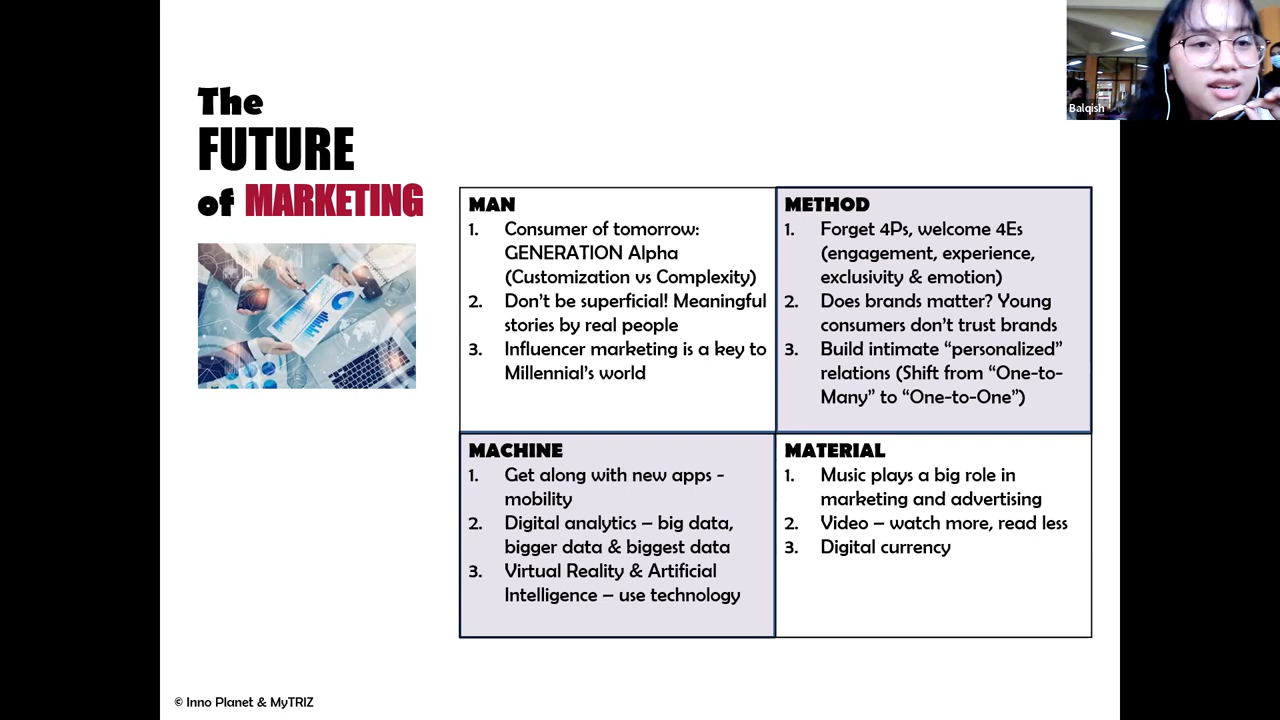 Balqish
The
FUTURE
of MARKETING
MAN
1. Consumer of tomorrow:
GENERATION Alpha
(Customization vs Complexity)
2. Don't be superficial! Meaningful
stories by real people
3. Influencer marketing is a key to
Millennial's world
METHOD
1. Forget 4Ps, welcome 4Es
(engagement, experience,
exclusivity & emotion)
2. Does brands matter? Young
consumers don't trust brands
3. Build intimate “personalized”
relations (Shift from “One-to-
Many” to “One-to-One”)
MACHINE
1. Get along with new apps -
mobility
2. Digital analytics – big data,
bigger data & biggest data
3. Virtual Reality & Artificial
Intelligence – use technology
MATERIAL
1. Music plays a big role in
marketing and advertising
2. Video – watch more, read less
3. Digital currency
© Inno Planet & MyTRIZ